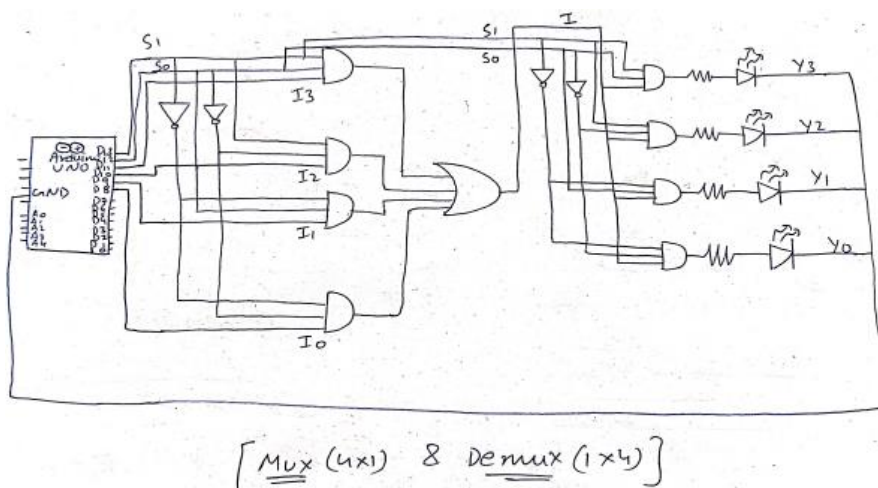 I
S1
S0
S1
S0
I3
Y3
Y2
I2
Y1
I1
Y0
I0
Arduino
UNO
GND
D11
D10
D9
D8
A0
A1
A2
A3
A4
[ Mux (4x1) & Demux (1x4) ]